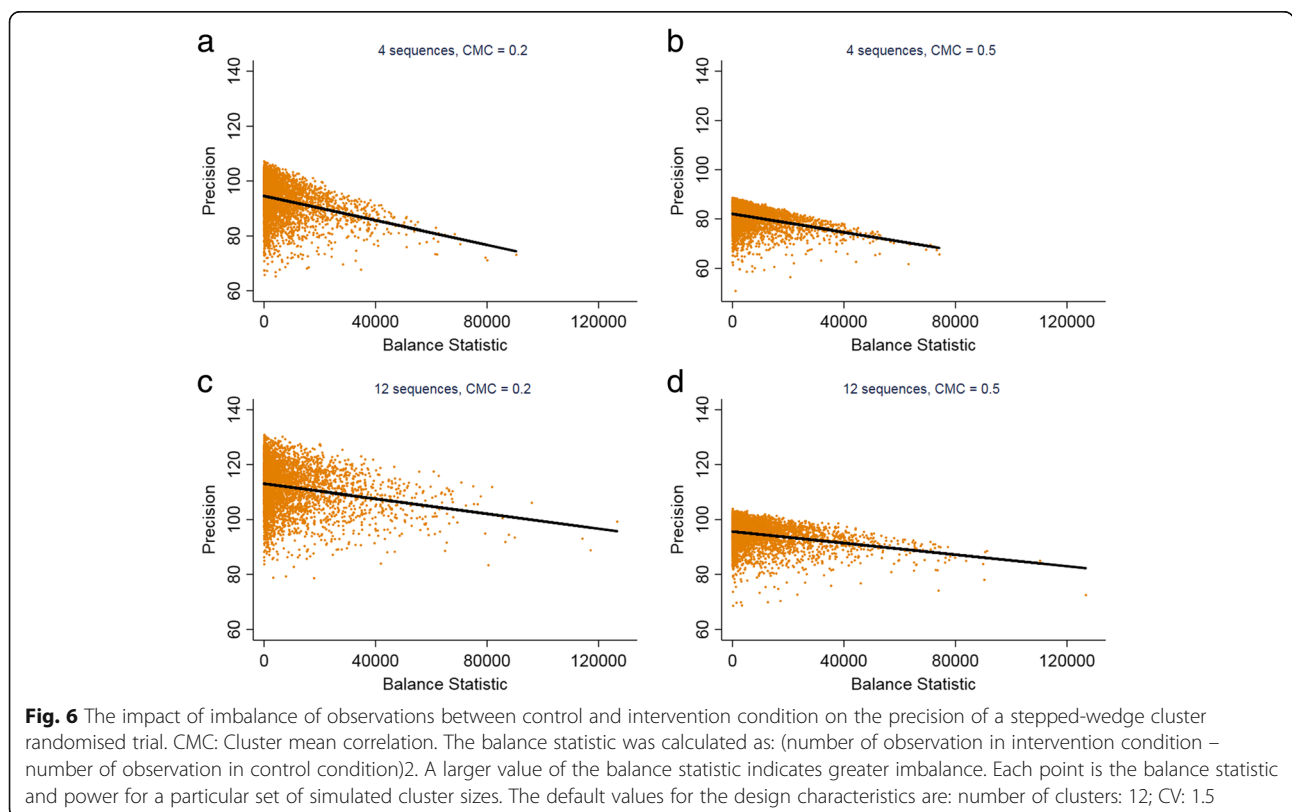 a
4 sequences, CMC = 0.2
140
120
100
80
60
Precision
0 40000 80000 120000
Balance Statistic
b
4 sequences, CMC = 0.5
140
120
100
80
60
Precision
0 40000 80000 120000
Balance Statistic
c
12 sequences, CMC = 0.2
140
120
100
80
60
Precision
0 40000 80000 120000
Balance Statistic
d
12 sequences, CMC = 0.5
140
120
100
80
60
Precision
0 40000 80000 120000
Balance Statistic
Fig. 6 The impact of imbalance of observations between control and intervention condition on the precision of a stepped-wedge cluster
randomised trial. CMC: Cluster mean correlation. The balance statistic was calculated as: (number of observation in intervention condition –
number of observation in control condition)2. A larger value of the balance statistic indicates greater imbalance. Each point is the balance statistic
and power for a particular set of simulated cluster sizes. The default values for the design characteristics are: number of clusters: 12; CV: 1.5